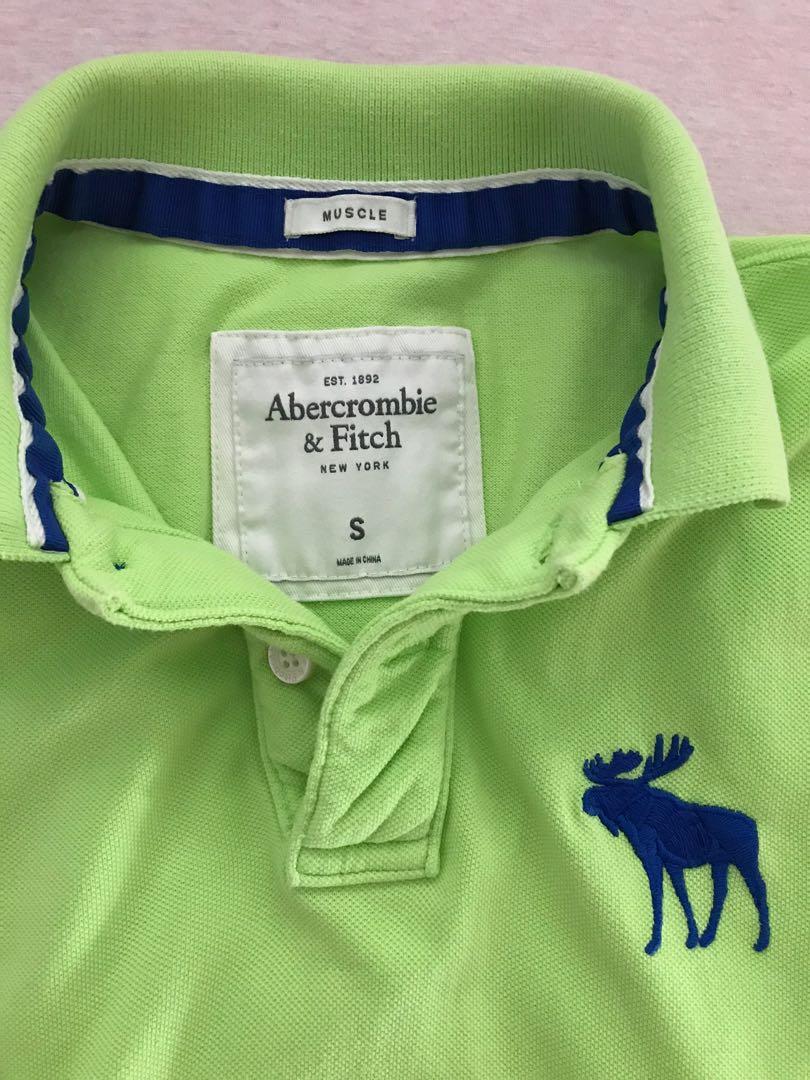 MUSCLE
EST. 1892
Abercrombie
& Fitch
NEW YORK
S
MADE IN CHINA